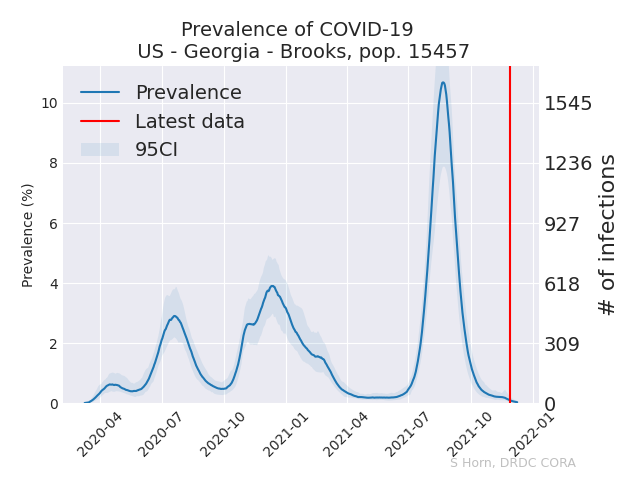 Prevalence of COVID-19
US - Georgia - Brooks, pop. 15457
Prevalence
Latest data
95CI
Prevalence (%)
10
8
6
4
2
0
1545
1236
927
618
309
0
# of infections
2020-04
2020-07
2020-10
2021-01
2021-04
2021-07
2021-10
2022-01
S Horn, DRDC CORA